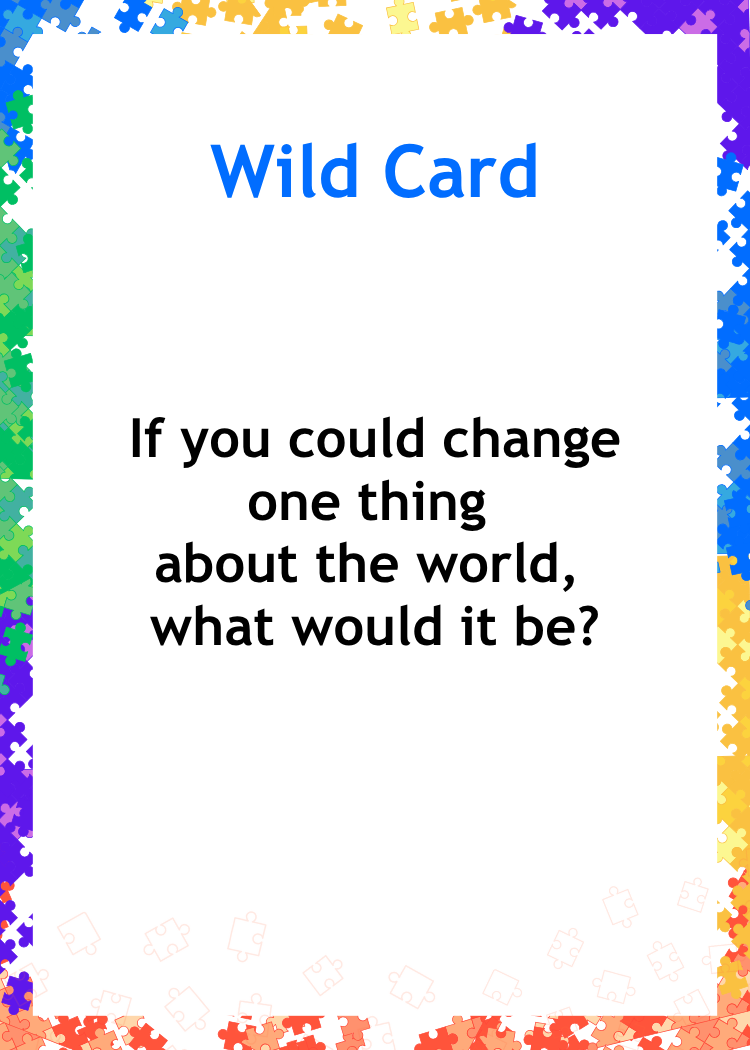 Wild Card
If you could change
one thing
about the world,
what would it be?